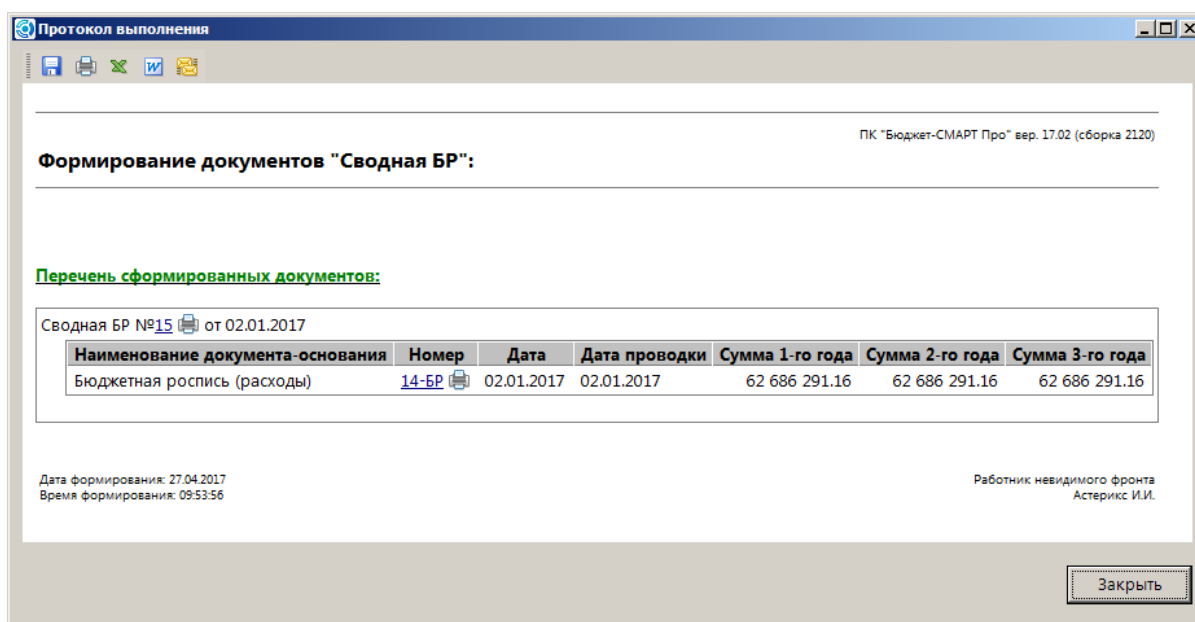 Протокол выполнения
ПК "Бюджет-СМАРТ Про" вер. 17.02 (сборка 2120)
Формирование документов "Сводная БР":
Перечень сформированных документов:
Сводная БР №15 от 02.01.2017
Наименование документа-основания Номер Дата Дата проводки Сумма 1-го года Сумма 2-го года Сумма 3-го года
Бюджетная роспись (расходы) 14-БР 02.01.2017 02.01.2017 62 686 291.16 62 686 291.16 62 686 291.16
Дата формирования: 27.04.2017 Работник невидимого фронта
Время формирования: 09:53:56 Астерикс И.И.
Закрыть